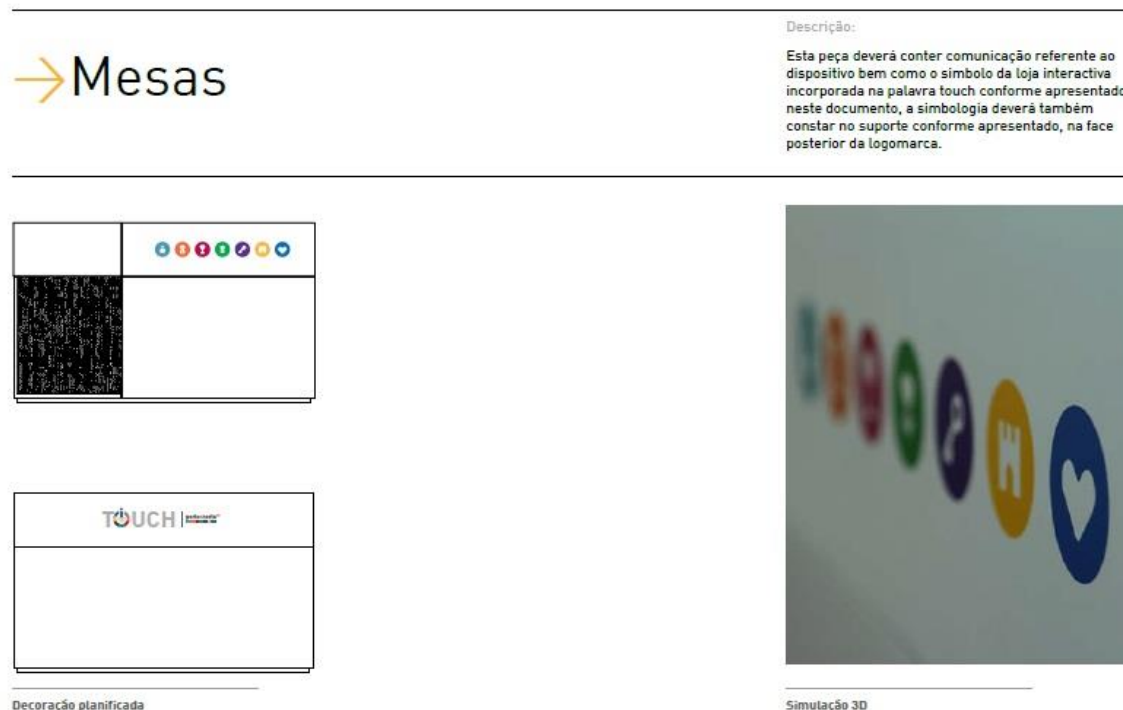 Mesas
Descrição:
Esta peça deverá conter comunicação referente ao
dispositivo bem como o simbolo da loja interactiva
incorporada na palavra touch conforme apresentado
neste documento, a simbologia deverá também
constar no suporte conforme apresentado, na face
posterior da logomarca.
TOUCH
Decoração planificada
Simulação 3D